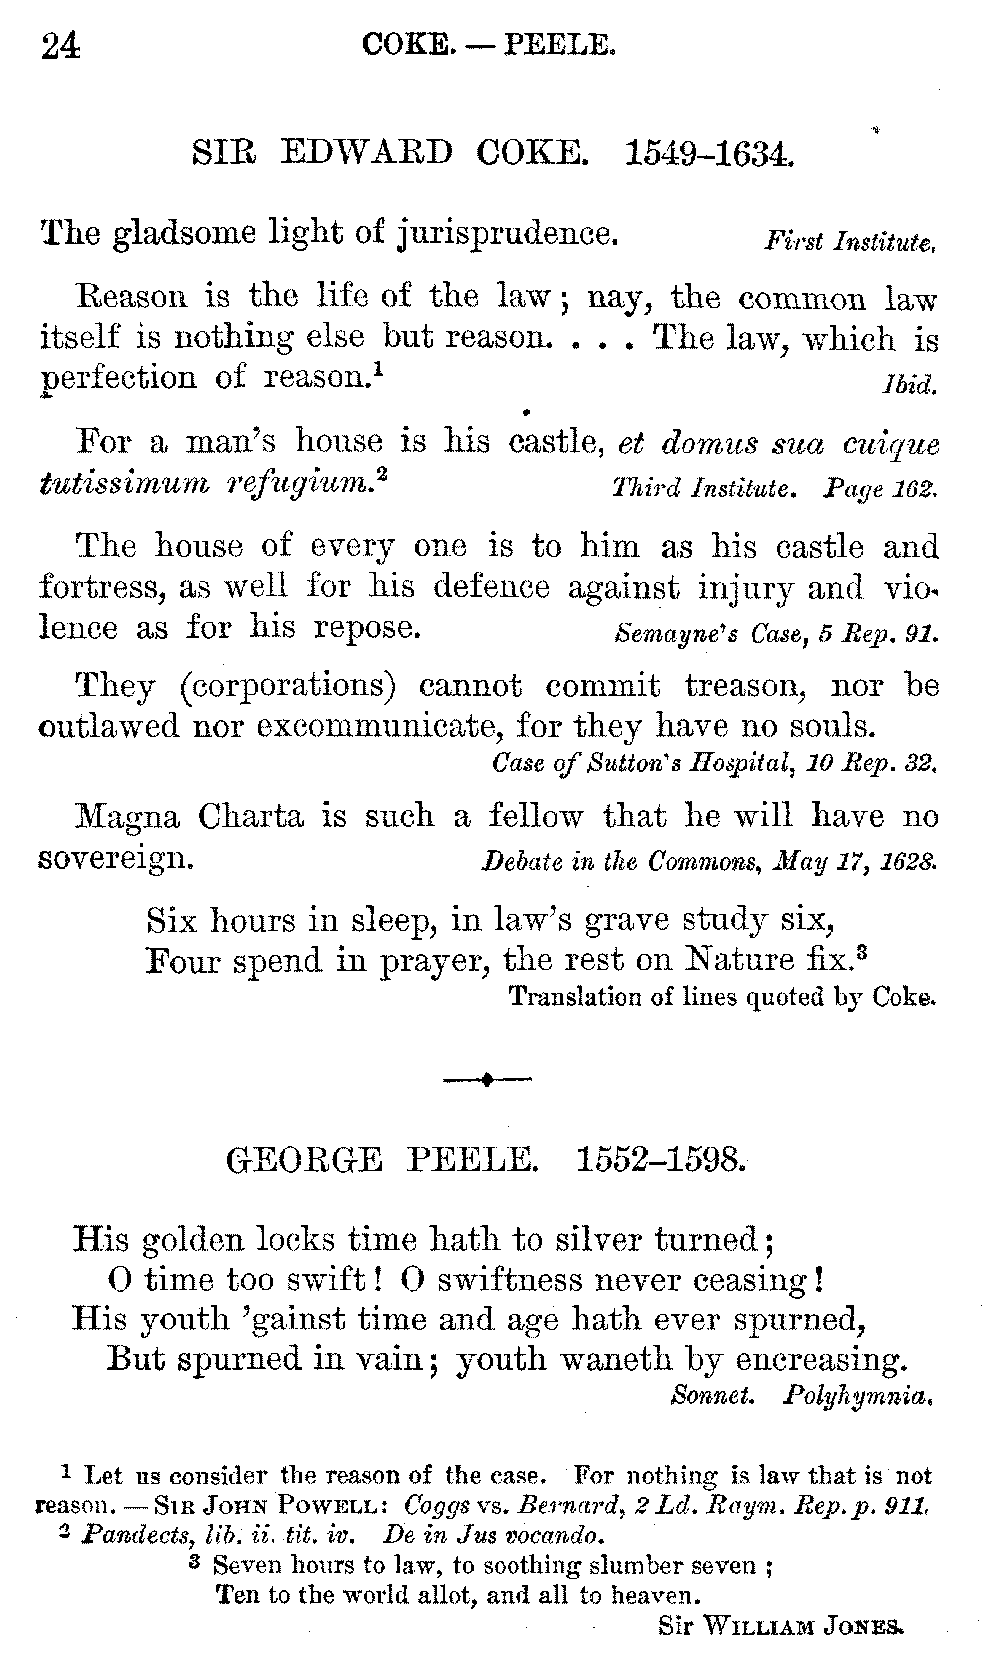 24 COKE. — PEELE.
SIR EDWARD COKE. 1549–1634.
The gladsome light of jurisprudence. First Institute.
Reason is the life of the law; nay, the common law
itself is nothing else but reason. . . . The law, which is
perfection of reason.¹ Ibid.
For a man's house is his castle, et domus sua cuique
tutissimum refugium.² Third Institute. Page 162.
The house of every one is to him as his castle and
fortress, as well for his defence against injury and vio-
lence as for his repose. Semayne's Case, 5 Rep. 91.
They (corporations) cannot commit treason, nor be
outlawed nor excommunicate, for they have no souls.
Case of Sutton's Hospital, 10 Rep. 32.
Magna Charta is such a fellow that he will have no
sovereign. Debate in the Commons, May 17, 1628.
Six hours in sleep, in law's grave study six,
Four spend in prayer, the rest on Nature fix.³
Translation of lines quoted by Coke.
GEORGE PEELE. 1552–1598.
His golden locks time hath to silver turned;
O time too swift! O swiftness never ceasing!
His youth 'gainst time and age hath ever spurned,
But spurned in vain; youth waneth by encreasing.
Sonnet. Polyhymnia.
¹ Let us consider the reason of the case. For nothing is law that is not
reason. — SIR JOHN POWELL: Coggs vs. Bernard, 2 Ld. Raym. Rep. p. 911.
² Pandects, lib. ii. tit. iv. De in Jus vocando.
³ Seven hours to law, to soothing slumber seven;
Ten to the world allot, and all to heaven.
Sir WILLIAM JONES.